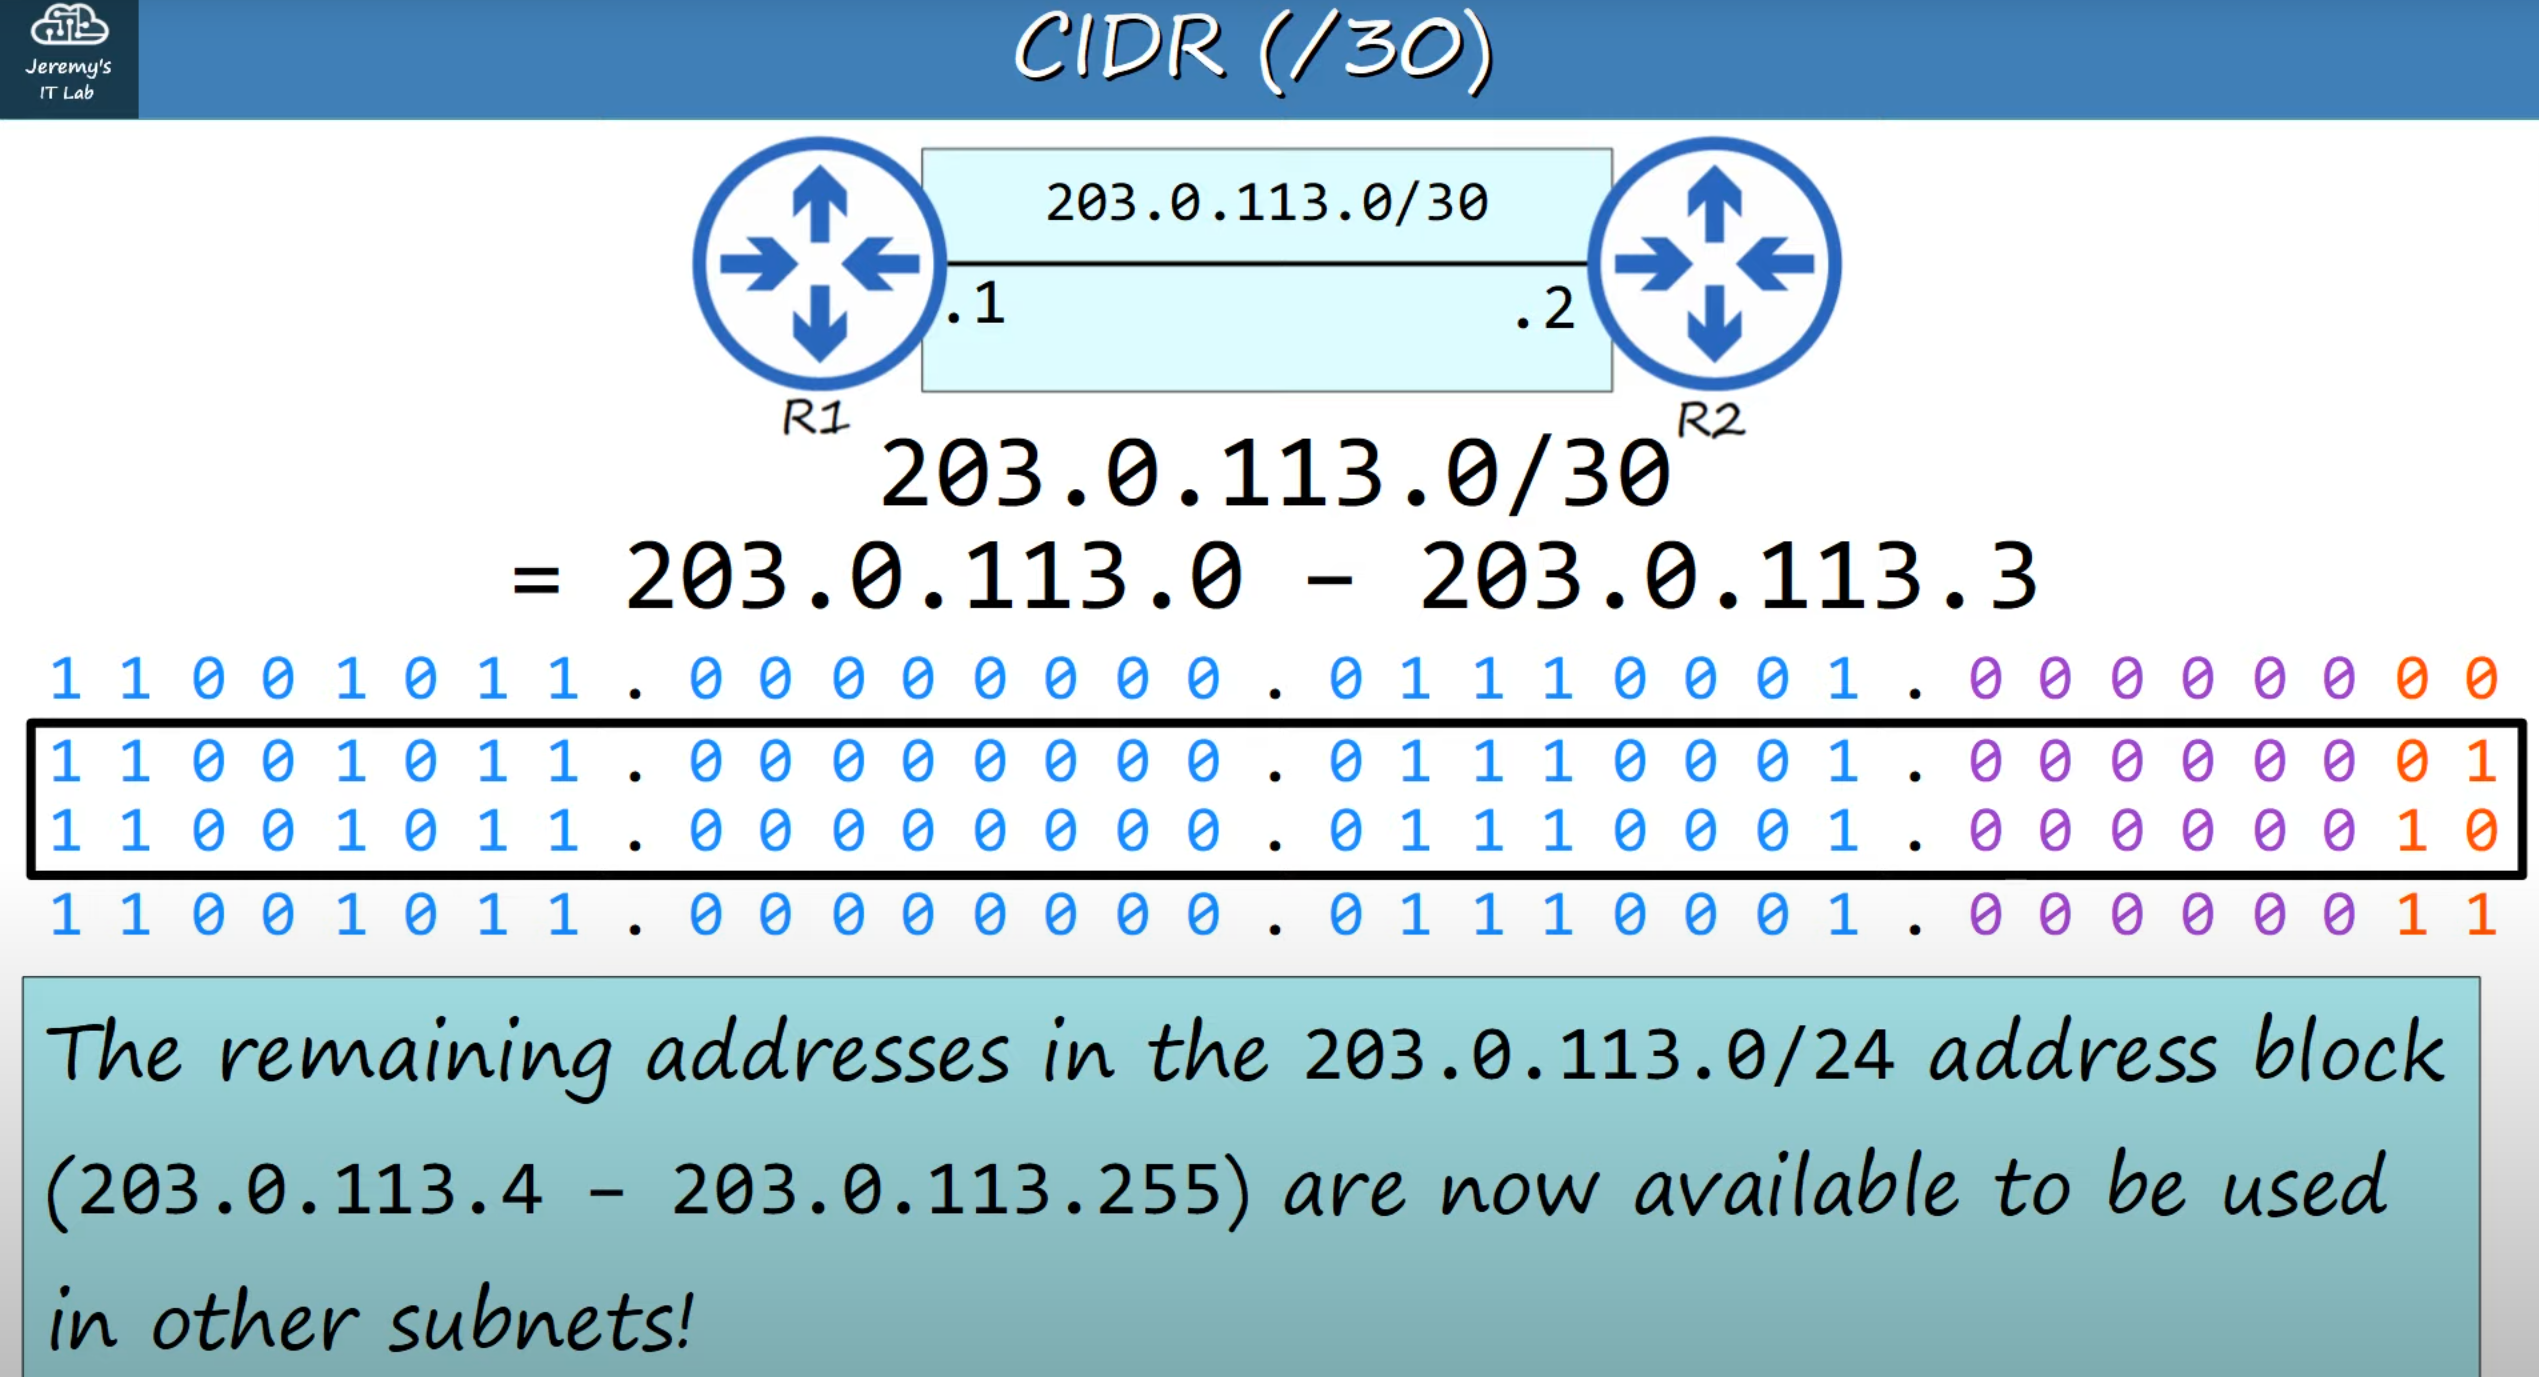 Jeremy's
IT Lab
CIDR (/30)
203.0.113.0/30
.1
.2
R1
R2
203.0.113.0/30
= 203.0.113.0 – 203.0.113.3
1 1 0 0 1 0 1 1 . 0 0 0 0 0 0 0 0 . 0 1 1 1 0 0 0 1 . 0 0 0 0 0 0 0 0
1 1 0 0 1 0 1 1 . 0 0 0 0 0 0 0 0 . 0 1 1 1 0 0 0 1 . 0 0 0 0 0 0 0 1
1 1 0 0 1 0 1 1 . 0 0 0 0 0 0 0 0 . 0 1 1 1 0 0 0 1 . 0 0 0 0 0 0 1 0
1 1 0 0 1 0 1 1 . 0 0 0 0 0 0 0 0 . 0 1 1 1 0 0 0 1 . 0 0 0 0 0 0 1 1
The remaining addresses in the 203.0.113.0/24 address block
(203.0.113.4 – 203.0.113.255) are now available to be used
in other subnets!